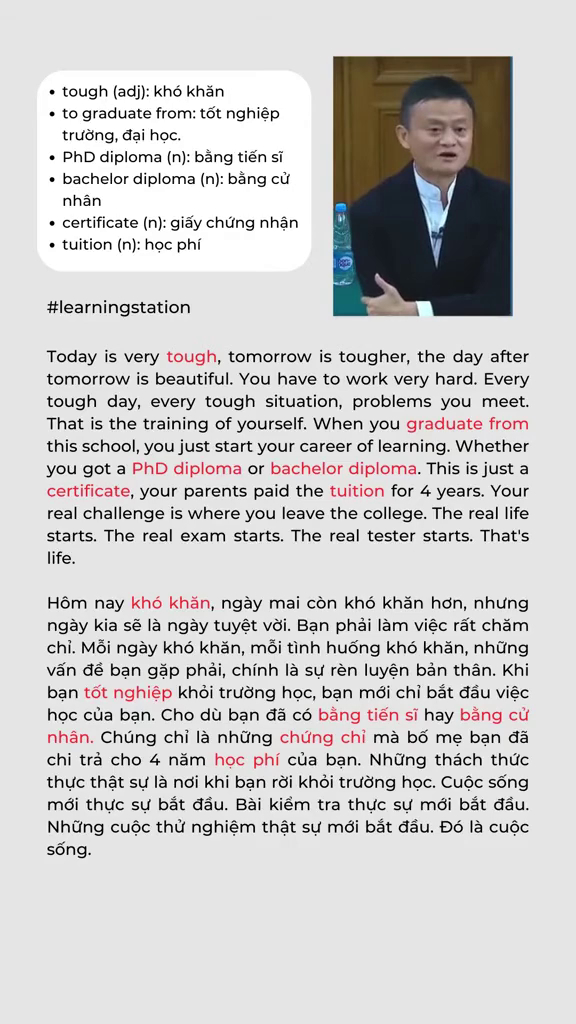 • tough (adj): khó khăn
• to graduate from: tốt nghiệp
trường, đại học.
• PhD diploma (n): bằng tiến sĩ
• bachelor diploma (n): bằng cử
nhân
• certificate (n): giấy chứng nhận
• tuition (n): học phí
#learningstation
Today is very tough, tomorrow is tougher, the day after
tomorrow is beautiful. You have to work very hard. Every
tough day, every tough situation, problems you meet.
That is the training of yourself. When you graduate from
this school, you just start your career of learning. Whether
you got a PhD diploma or bachelor diploma. This is just a
certificate, your parents paid the tuition for 4 years. Your
real challenge is where you leave the college. The real life
starts. The real exam starts. The real tester starts. That's
life.
Hôm nay khó khăn, ngày mai còn khó khăn hơn, nhưng
ngày kia sẽ là ngày tuyệt vời. Bạn phải làm việc rất chăm
chỉ. Mỗi ngày khó khăn, mỗi tình huống khó khăn, những
vấn đề bạn gặp phải, chính là sự rèn luyện bản thân. Khi
bạn tốt nghiệp khỏi trường học, bạn mới chỉ bắt đầu việc
học của bạn. Cho dù bạn đã có bằng tiến sĩ hay bằng cử
nhân. Chúng chỉ là những chứng chỉ mà bố mẹ bạn đã
chi trả cho 4 năm học phí của bạn. Những thách thức
thực thật sự là nơi khi bạn rời khỏi trường học. Cuộc sống
mới thực sự bắt đầu. Bài kiểm tra thực sự mới bắt đầu.
Những cuộc thử nghiệm thật sự mới bắt đầu. Đó là cuộc
sống.